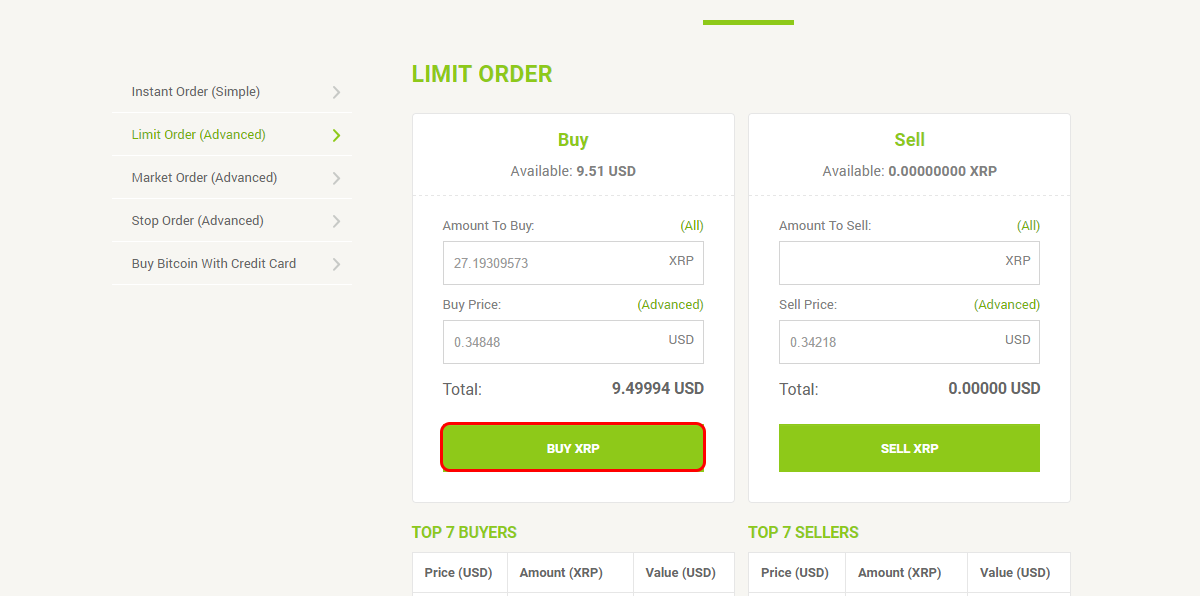 LIMIT ORDER
Instant Order (Simple)
Limit Order (Advanced)
Market Order (Advanced)
Stop Order (Advanced)
Buy Bitcoin With Credit Card
Buy
Available: 9.51 USD
Amount To Buy: (All)
27.19309573 XRP
Buy Price: (Advanced)
0.34848 USD
Total: 9.49994 USD
BUY XRP
Sell
Available: 0.00000000 XRP
Amount To Sell: (All)
XRP
Sell Price: (Advanced)
0.34218 USD
Total: 0.00000 USD
SELL XRP
TOP 7 BUYERS
Price (USD) Amount (XRP) Value (USD)
TOP 7 SELLERS
Price (USD) Amount (XRP) Value (USD)